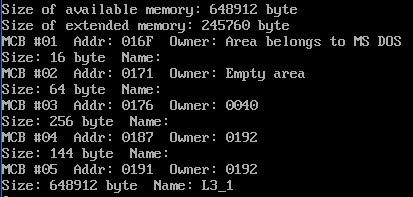 Size of available memory: 648912 byte
Size of extended memory: 245760 byte
MCB #01  Addr: 016F  Owner: Area belongs to MS DOS
Size: 16 byte  Name:
MCB #02  Addr: 0171  Owner: Empty area
Size: 64 byte  Name:
MCB #03  Addr: 0176  Owner: 0040
Size: 256 byte  Name:
MCB #04  Addr: 0187  Owner: 0192
Size: 144 byte  Name:
MCB #05  Addr: 0191  Owner: 0192
Size: 648912 byte  Name: L3_1